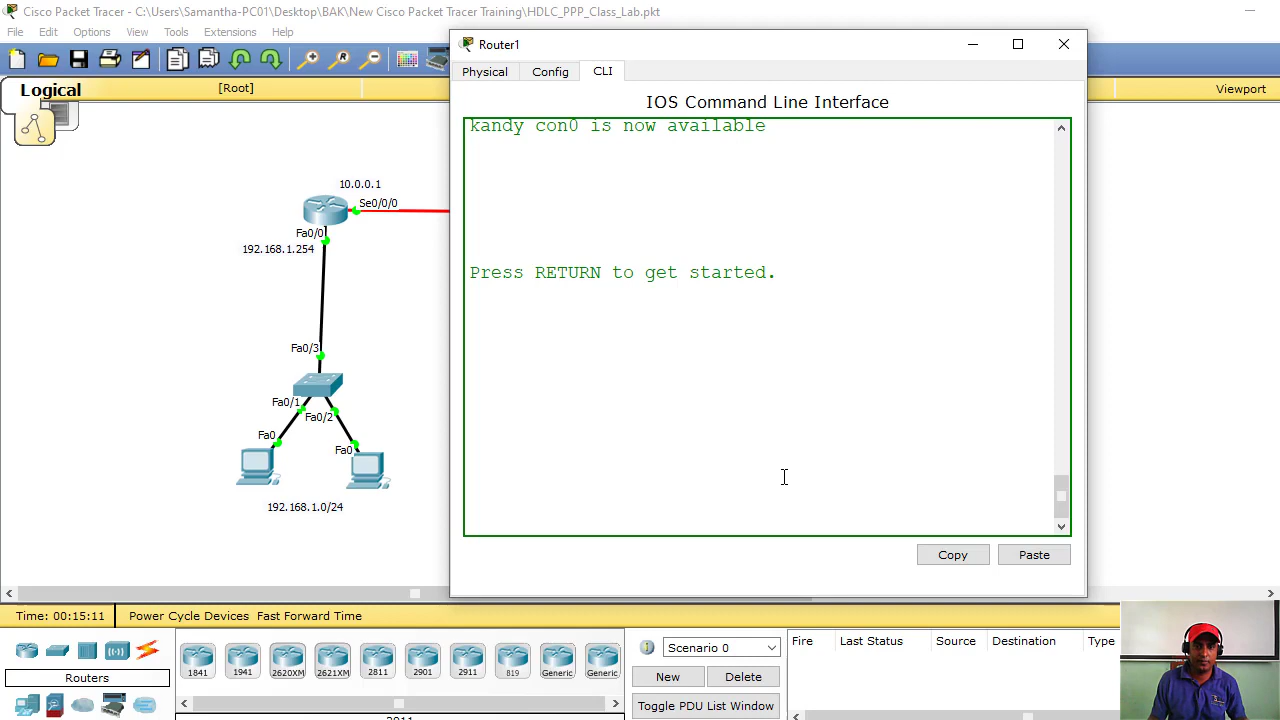 Cisco Packet Tracer - C:\Users\Samantha-PC01\Desktop\BAK\New Cisco Packet Tracer Training\HDLC_PPP_Class_Lab.pkt
File Edit Options View Tools Extensions Help
Logical
[Root]
Viewport
Router1
Physical Config CLI
IOS Command Line Interface
kandy con0 is now available
Press RETURN to get started.
Copy Paste
10.0.0.1
Se0/0/0
Fa0/0
192.168.1.254
Fa0/3
Fa0/1
Fa0/2
Fa0
Fa0
192.168.1.0/24
Time: 00:15:11 Power Cycle Devices Fast Forward Time
Routers
1841 1941 2620XM 2621XM 2811 2901 2911 819 Generic Generic
Scenario 0
New Delete
Toggle PDU List Window
Fire Last Status Source Destination Type